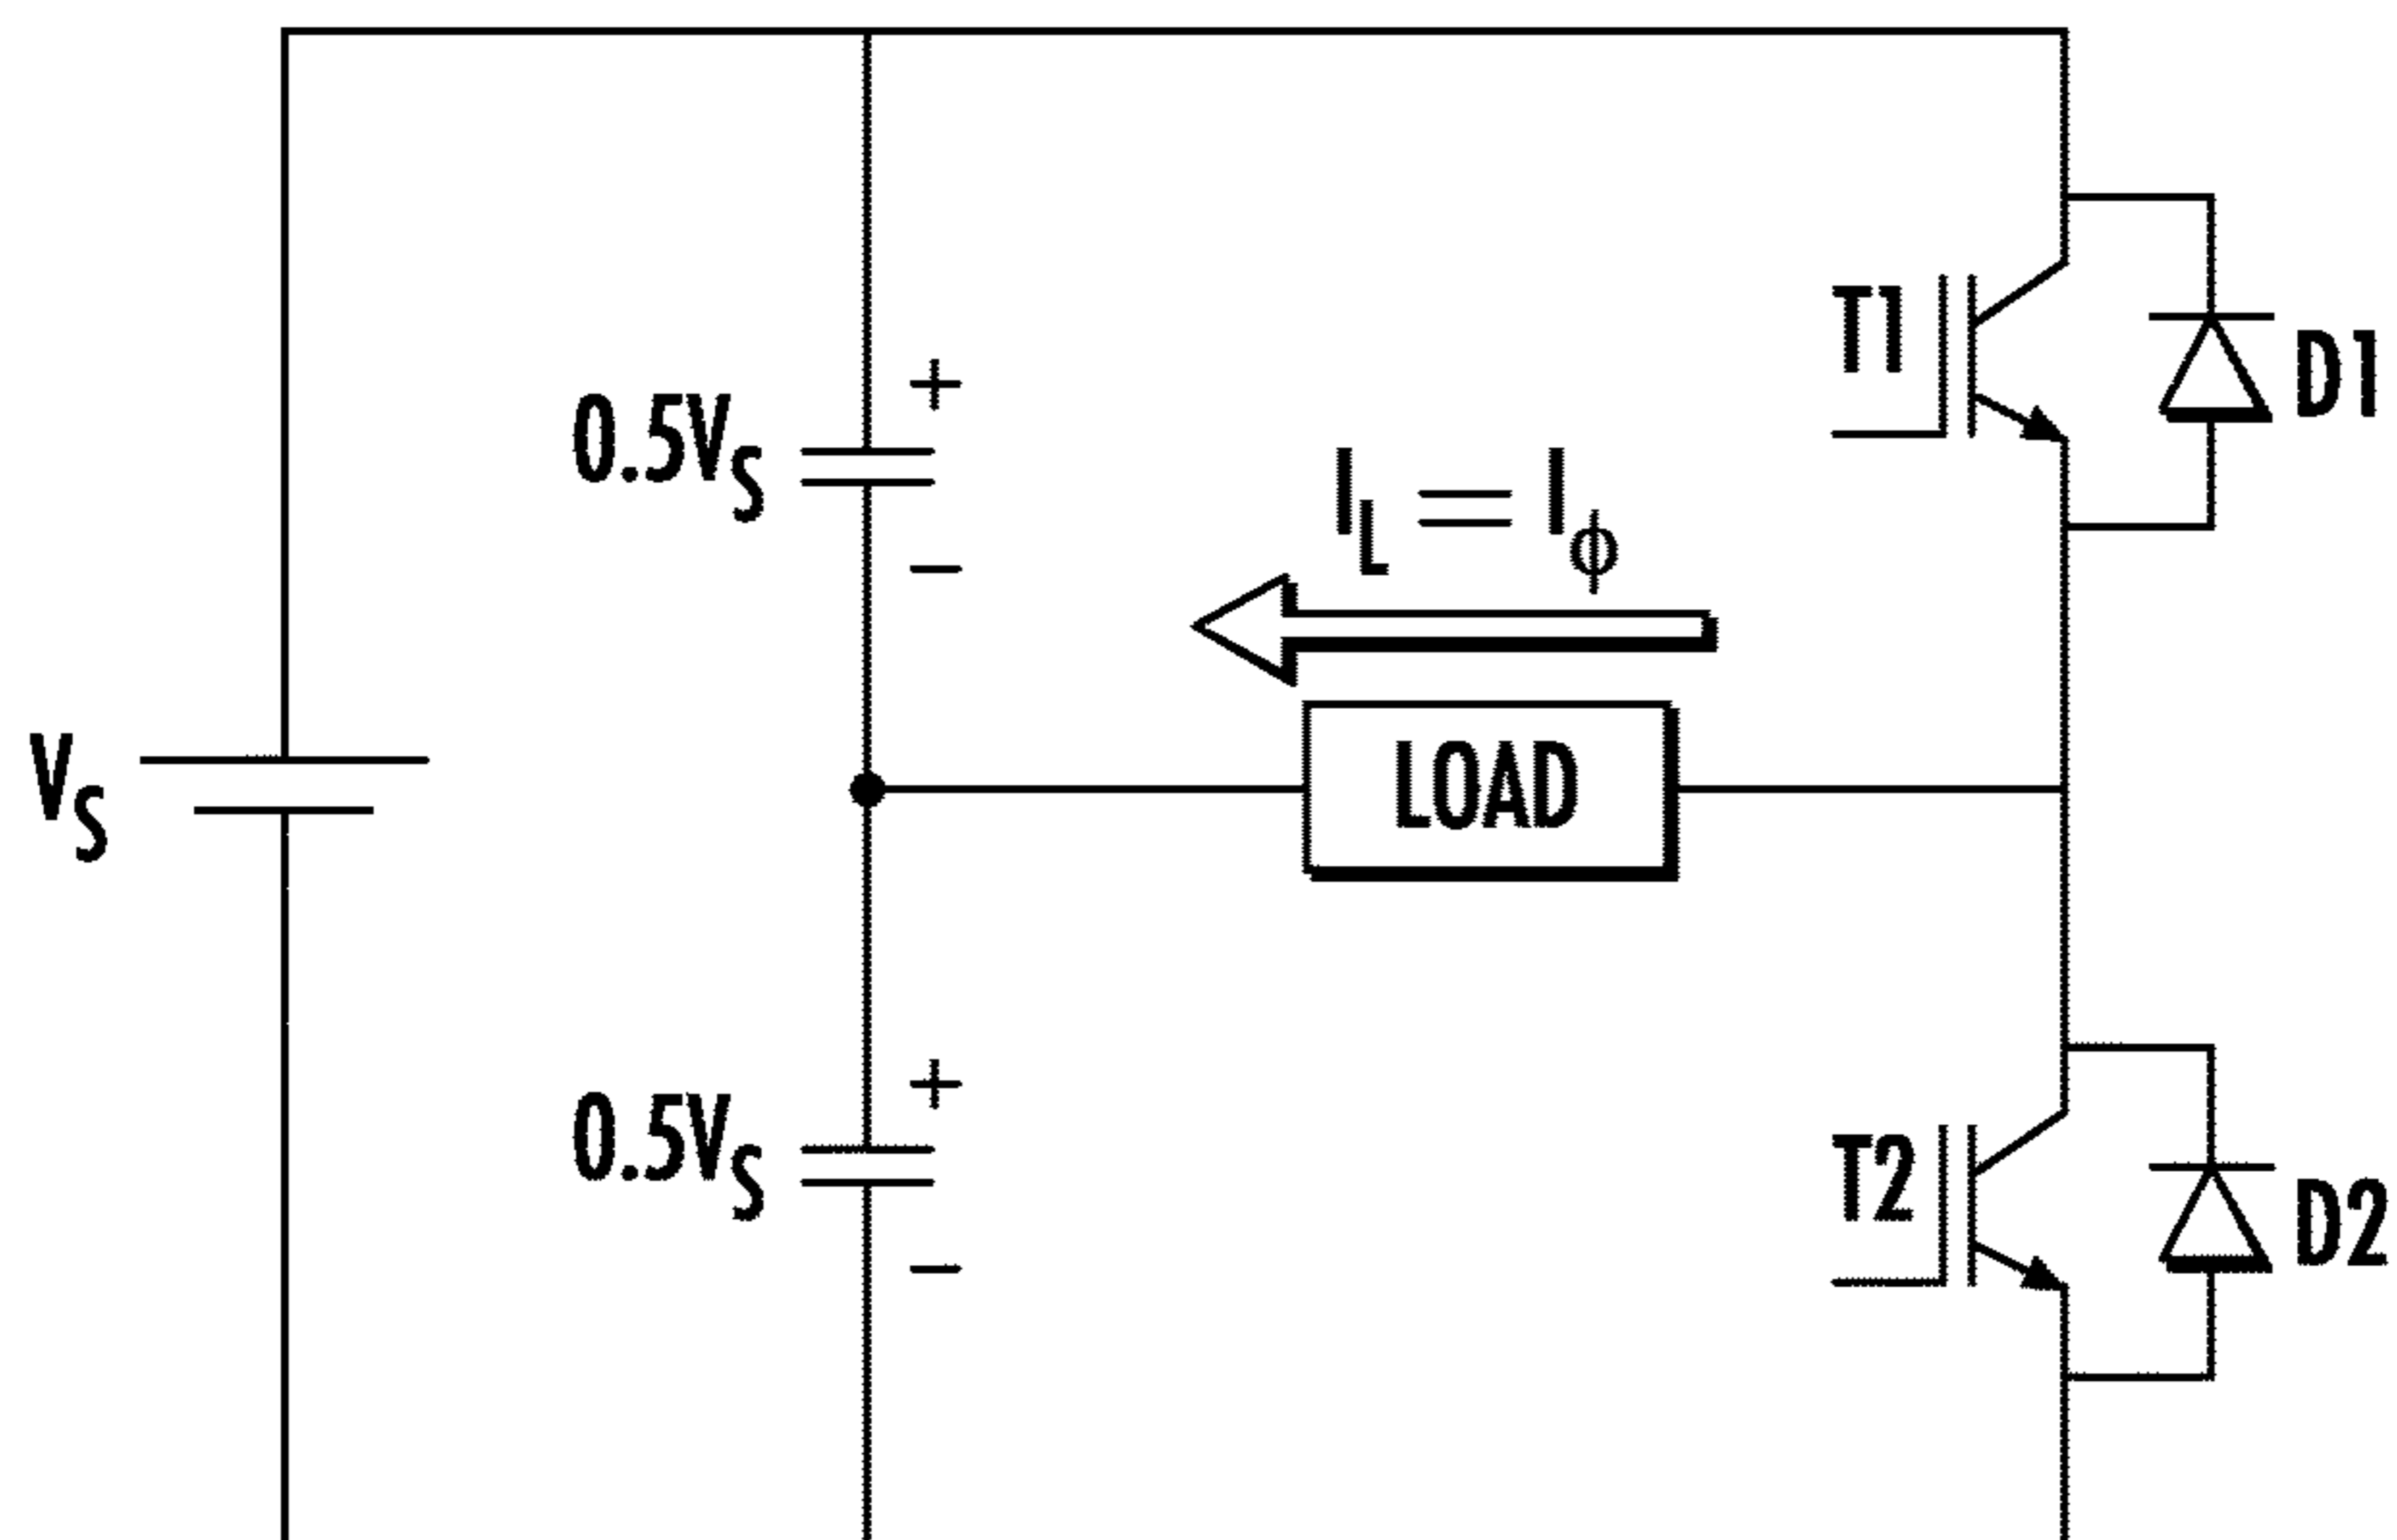 T1
D1
+
0.5VS
−
IL = Iϕ
VS
LOAD
+
0.5VS
−
T2
D2